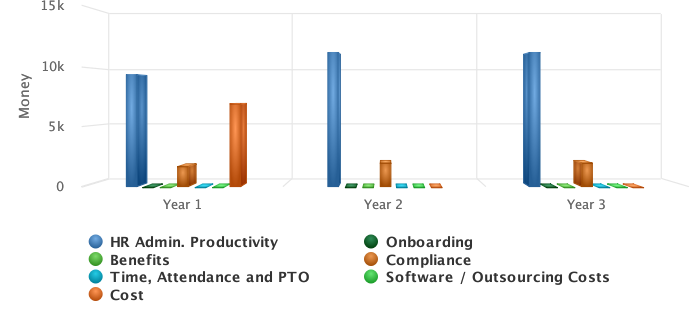 15k
10k
5k
0
Money
Year 1 Year 2 Year 3
HR Admin. Productivity Onboarding
Benefits Compliance
Time, Attendance and PTO Software / Outsourcing Costs
Cost